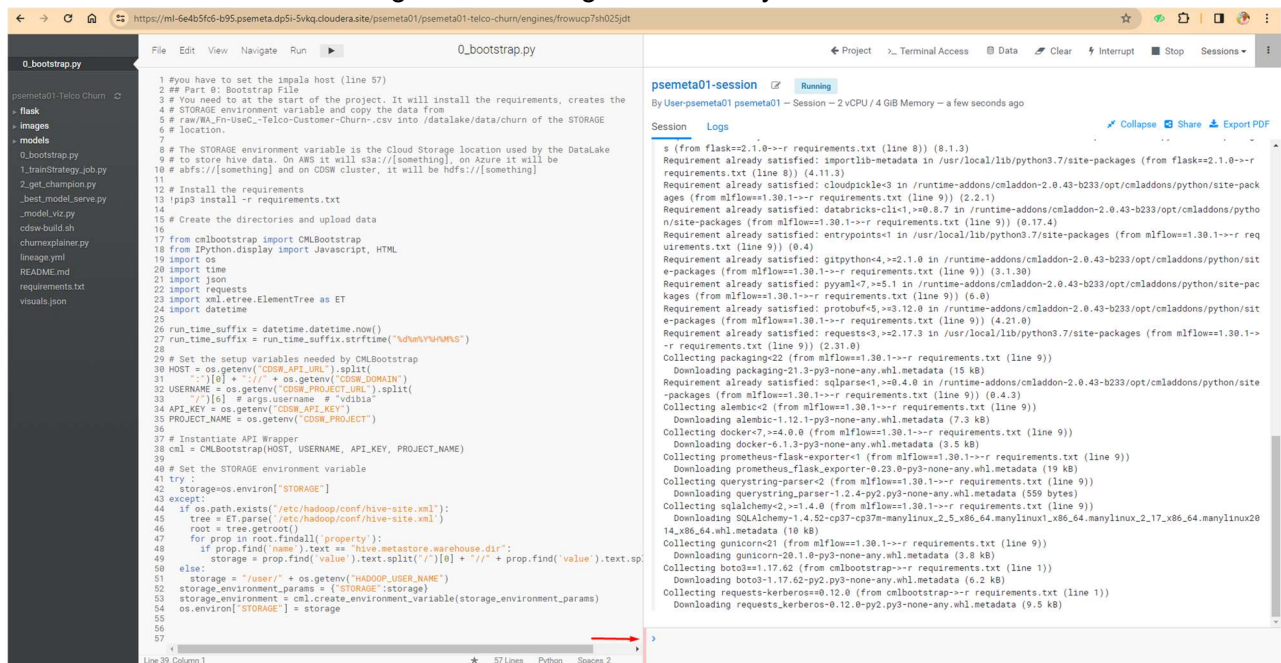 https://ml-6e4b5fc6-b95.psemeta.dp5i-5vkq.cloudera.site/psemeta01/psemeta01-telco-churn/engines/frowucp7sh025jdt
0_bootstrap.py
psemeta01-Telco Churn
flask
images
models
0_bootstrap.py
1_trainStrategy_job.py
2_get_champion.py
_best_model_serve.py
_model_viz.py
cdsw-build.sh
churnexplainer.py
lineage.yml
README.md
requirements.txt
visuals.json
File Edit View Navigate Run
0_bootstrap.py
1 #you have to set the impala host (line 57)
2 ## Part 0: Bootstrap File
3 # You need to at the start of the project. It will install the requirements, creates the
4 # STORAGE environment variable and copy the data from
5 # raw/WA_Fn-UseC_-Telco-Customer-Churn-.csv into /datalake/data/churn of the STORAGE
6 # location.
7
8 # The STORAGE environment variable is the Cloud Storage location used by the DataLake
9 # to store hive data. On AWS it will s3a://[something], on Azure it will be
10 # abfs://[something] and on CDSW cluster, it will be hdfs://[something]
11
12 # Install the requirements
13 !pip3 install -r requirements.txt
14
15 # Create the directories and upload data
16
17 from cmlbootstrap import CMLBootstrap
18 from IPython.display import Javascript, HTML
19 import os
20 import time
21 import json
22 import requests
23 import xml.etree.ElementTree as ET
24 import datetime
25
26 run_time_suffix = datetime.datetime.now()
27 run_time_suffix = run_time_suffix.strftime("%d%m%Y%H%M%S")
28
29 # Set the setup variables needed by CMLBootstrap
30 HOST = os.getenv("CDSW_API_URL").split(
31 ":")[0] + "://" + os.getenv("CDSW_DOMAIN")
32 USERNAME = os.getenv("CDSW_PROJECT_URL").split(
33 "/")[6] # args.username # "vdibia"
34 API_KEY = os.getenv("CDSW_API_KEY")
35 PROJECT_NAME = os.getenv("CDSW_PROJECT")
36
37 # Instantiate API Wrapper
38 cml = CMLBootstrap(HOST, USERNAME, API_KEY, PROJECT_NAME)
39
40 # Set the STORAGE environment variable
41 try :
42 storage=os.environ["STORAGE"]
43 except:
44 if os.path.exists("/etc/hadoop/conf/hive-site.xml"):
45 tree = ET.parse('/etc/hadoop/conf/hive-site.xml')
46 root = tree.getroot()
47 for prop in root.findall('property'):
48 if prop.find('name').text == "hive.metastore.warehouse.dir":
49 storage = prop.find('value').text.split("/")[0] + "//" + prop.find('value').text.sp
50 else:
51 storage = "/user/" + os.getenv("HADOOP_USER_NAME")
52 storage_environment_params = {"STORAGE":storage}
53 storage_environment = cml.create_environment_variable(storage_environment_params)
54 os.environ["STORAGE"] = storage
55
56
57
Line 39, Column 1 57 Lines Python Spaces 2
Project >_ Terminal Access Data Clear Interrupt Stop Sessions
psemeta01-session Running
By User-psemeta01 psemeta01 — Session — 2 vCPU / 4 GiB Memory — a few seconds ago
Session Logs Collapse Share Export PDF
s (from flask==2.1.0->-r requirements.txt (line 8)) (8.1.3)
Requirement already satisfied: importlib-metadata in /usr/local/lib/python3.7/site-packages (from flask==2.1.0->-r
requirements.txt (line 8)) (4.11.3)
Requirement already satisfied: cloudpickle<3 in /runtime-addons/cmladdon-2.0.43-b233/opt/cmladdons/python/site-pack
ages (from mlflow==1.30.1->-r requirements.txt (line 9)) (2.2.1)
Requirement already satisfied: databricks-cli<1,>=0.8.7 in /runtime-addons/cmladdon-2.0.43-b233/opt/cmladdons/pytho
n/site-packages (from mlflow==1.30.1->-r requirements.txt (line 9)) (0.17.4)
Requirement already satisfied: entrypoints<1 in /usr/local/lib/python3.7/site-packages (from mlflow==1.30.1->-r req
uirements.txt (line 9)) (0.4)
Requirement already satisfied: gitpython<4,>=2.1.0 in /runtime-addons/cmladdon-2.0.43-b233/opt/cmladdons/python/sit
e-packages (from mlflow==1.30.1->-r requirements.txt (line 9)) (3.1.30)
Requirement already satisfied: pyyaml<7,>=5.1 in /runtime-addons/cmladdon-2.0.43-b233/opt/cmladdons/python/site-pac
kages (from mlflow==1.30.1->-r requirements.txt (line 9)) (6.0)
Requirement already satisfied: protobuf<5,>=3.12.0 in /runtime-addons/cmladdon-2.0.43-b233/opt/cmladdons/python/sit
e-packages (from mlflow==1.30.1->-r requirements.txt (line 9)) (4.21.0)
Requirement already satisfied: requests<3,>=2.17.3 in /usr/local/lib/python3.7/site-packages (from mlflow==1.30.1->
-r requirements.txt (line 9)) (2.31.0)
Collecting packaging<22 (from mlflow==1.30.1->-r requirements.txt (line 9))
Downloading packaging-21.3-py3-none-any.whl.metadata (15 kB)
Requirement already satisfied: sqlparse<1,>=0.4.0 in /runtime-addons/cmladdon-2.0.43-b233/opt/cmladdons/python/site
-packages (from mlflow==1.30.1->-r requirements.txt (line 9)) (0.4.3)
Collecting alembic<2 (from mlflow==1.30.1->-r requirements.txt (line 9))
Downloading alembic-1.12.1-py3-none-any.whl.metadata (7.3 kB)
Collecting docker<7,>=4.0.0 (from mlflow==1.30.1->-r requirements.txt (line 9))
Downloading docker-6.1.3-py3-none-any.whl.metadata (3.5 kB)
Collecting prometheus-flask-exporter<1 (from mlflow==1.30.1->-r requirements.txt (line 9))
Downloading prometheus_flask_exporter-0.23.0-py3-none-any.whl.metadata (19 kB)
Collecting querystring-parser<2 (from mlflow==1.30.1->-r requirements.txt (line 9))
Downloading querystring_parser-1.2.4-py2.py3-none-any.whl.metadata (559 bytes)
Collecting sqlalchemy<2,>=1.4.0 (from mlflow==1.30.1->-r requirements.txt (line 9))
Downloading SQLAlchemy-1.4.52-cp37-cp37m-manylinux_2_5_x86_64.manylinux1_x86_64.manylinux_2_17_x86_64.manylinux20
14_x86_64.whl.metadata (10 kB)
Collecting gunicorn<21 (from mlflow==1.30.1->-r requirements.txt (line 9))
Downloading gunicorn-20.1.0-py3-none-any.whl.metadata (3.8 kB)
Collecting boto3==1.17.62 (from cmlbootstrap->-r requirements.txt (line 1))
Downloading boto3-1.17.62-py2.py3-none-any.whl.metadata (6.2 kB)
Collecting requests-kerberos==0.12.0 (from cmlbootstrap->-r requirements.txt (line 1))
Downloading requests_kerberos-0.12.0-py2.py3-none-any.whl.metadata (9.5 kB)